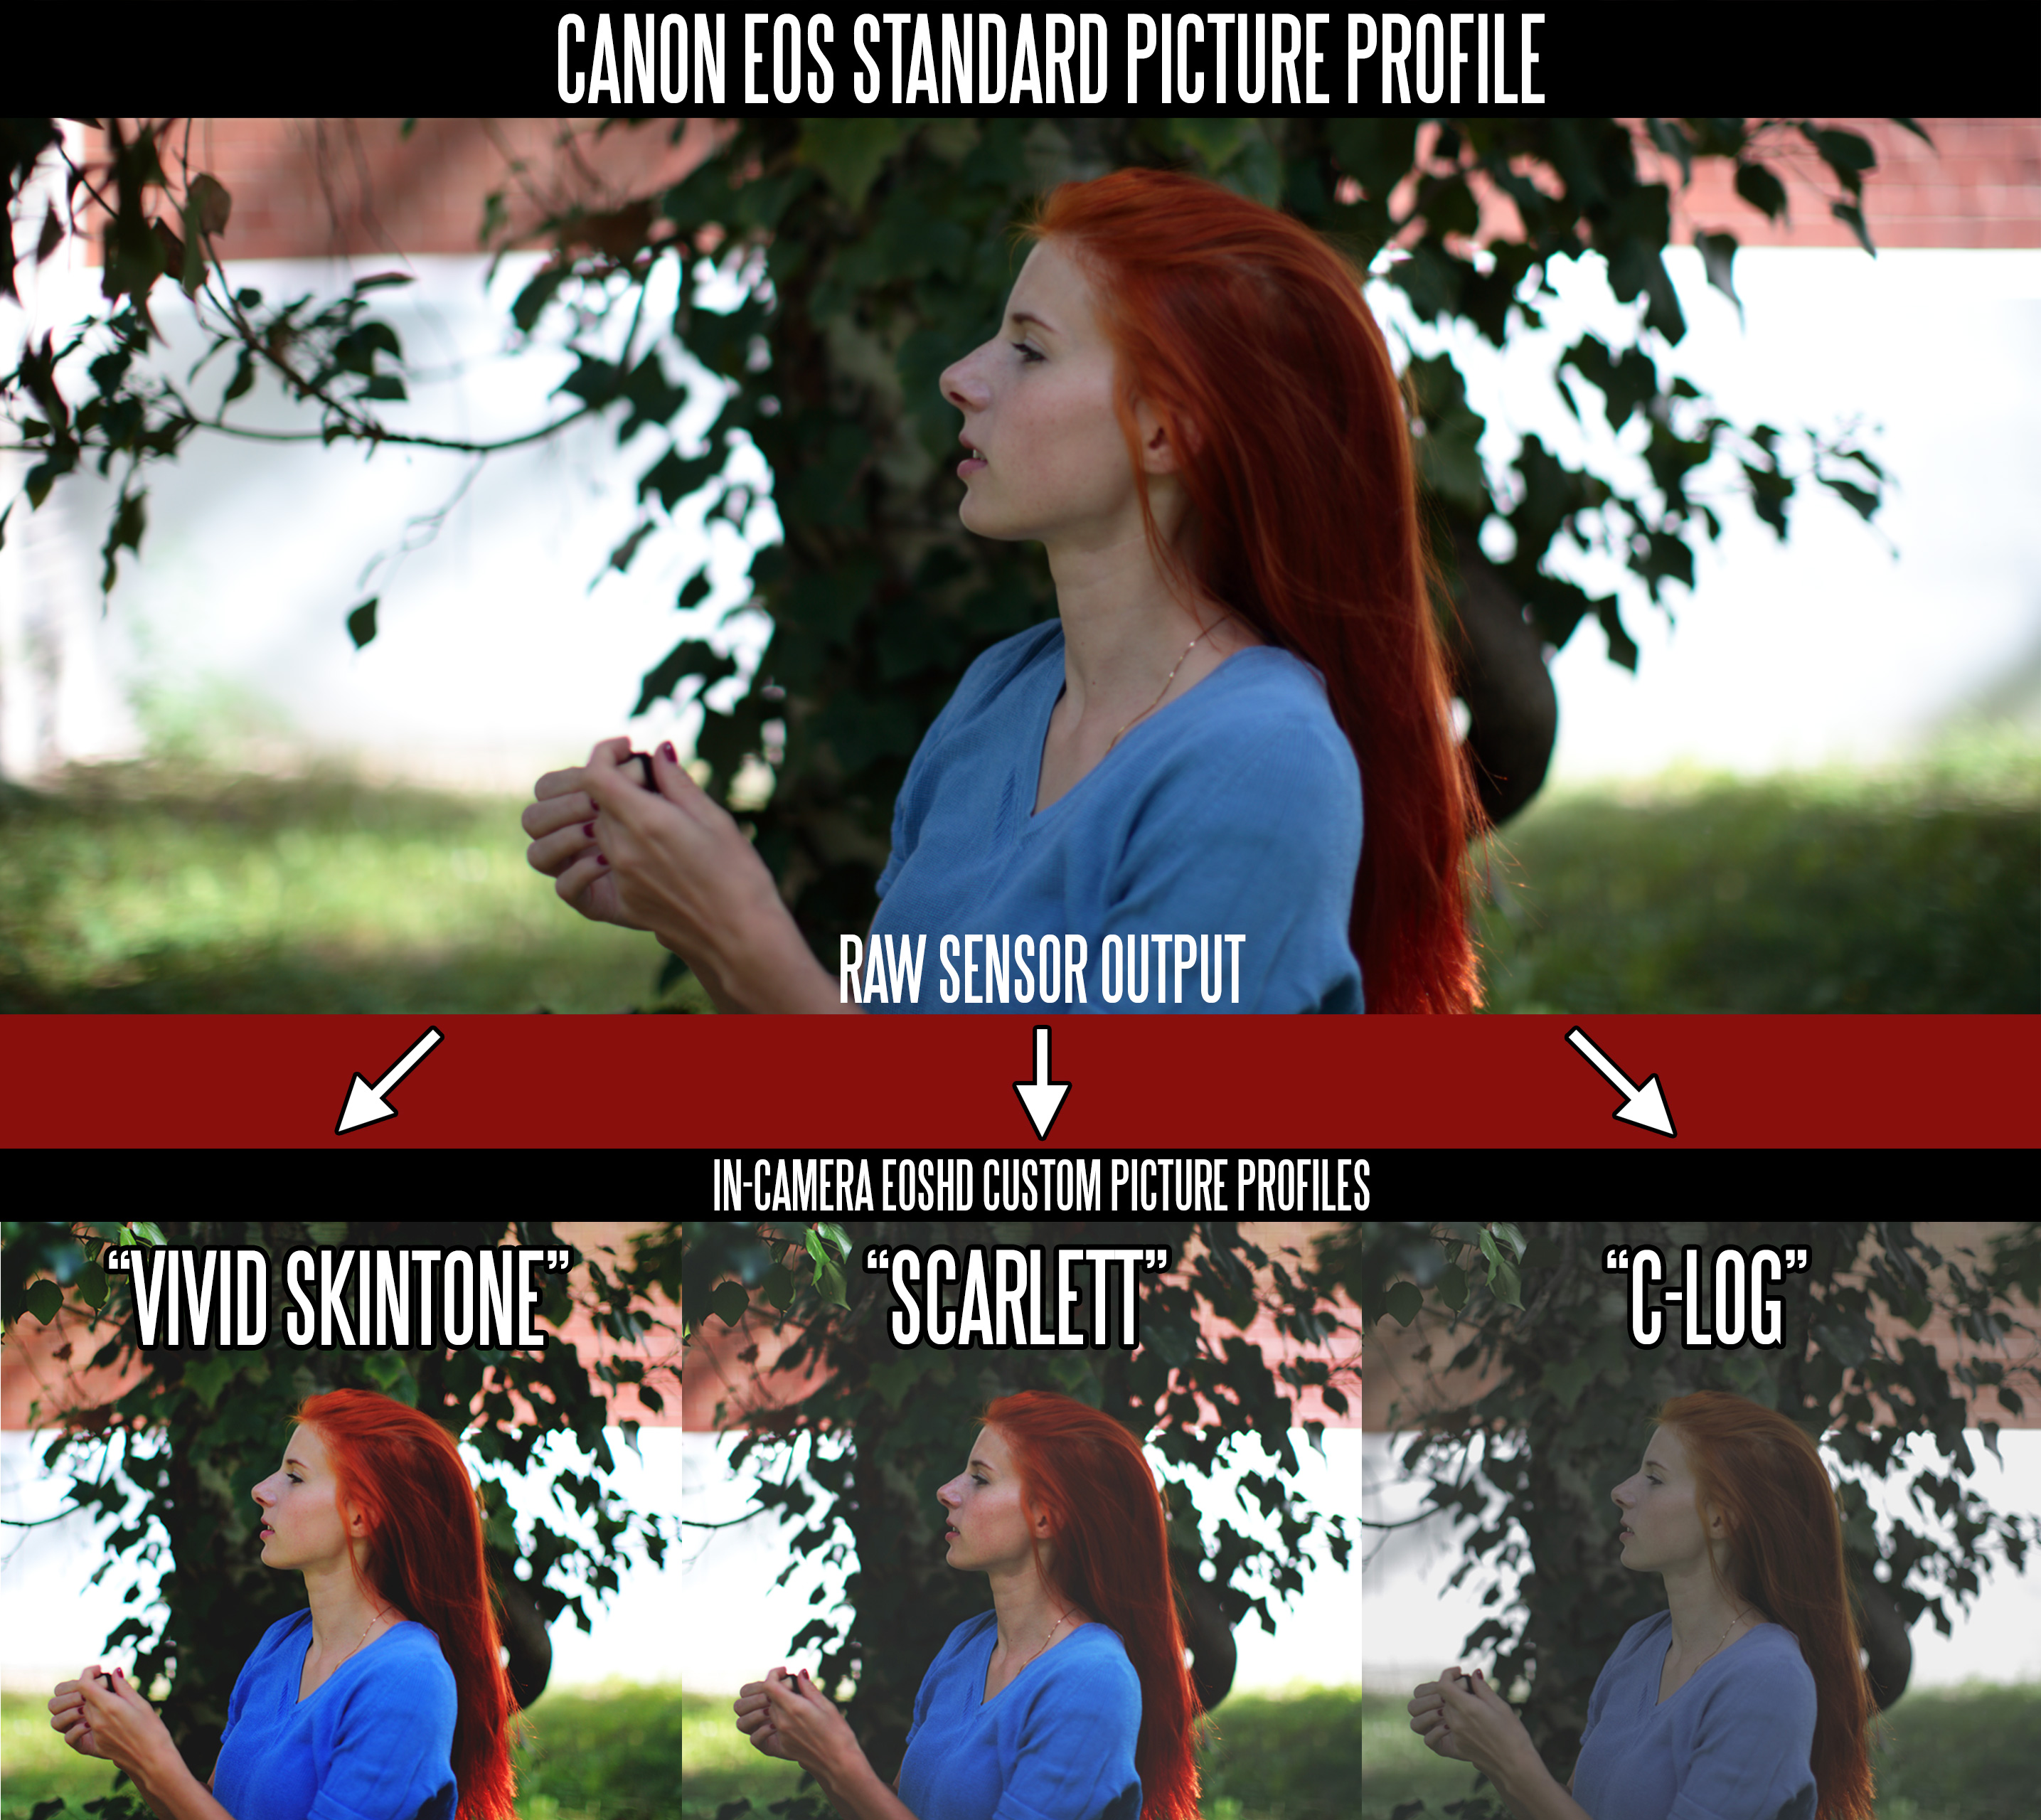 CANON EOS STANDARD PICTURE PROFILE
RAW SENSOR OUTPUT
IN-CAMERA EOSHD CUSTOM PICTURE PROFILES
“VIVID SKINTONE”
“SCARLETT”
“C-LOG”